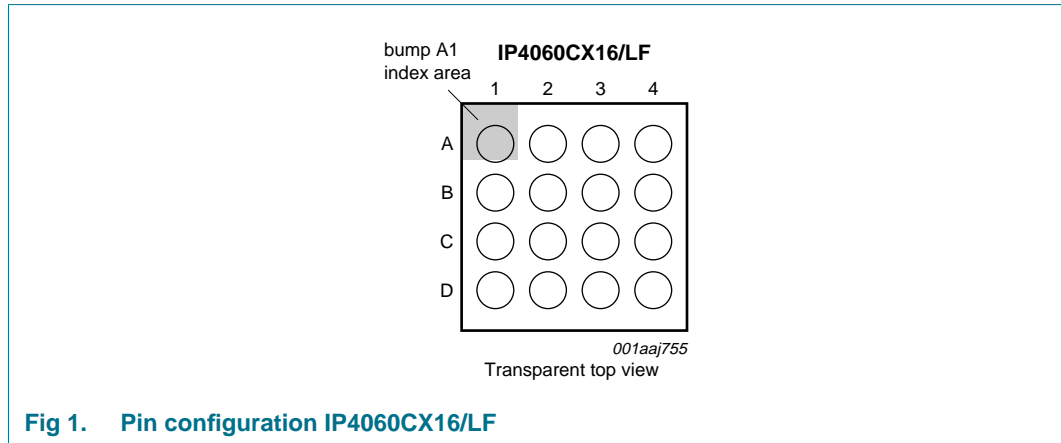 bump A1
index area
IP4060CX16/LF
1 2 3 4
A
B
C
D
001aaj755
Transparent top view
Fig 1. Pin configuration IP4060CX16/LF